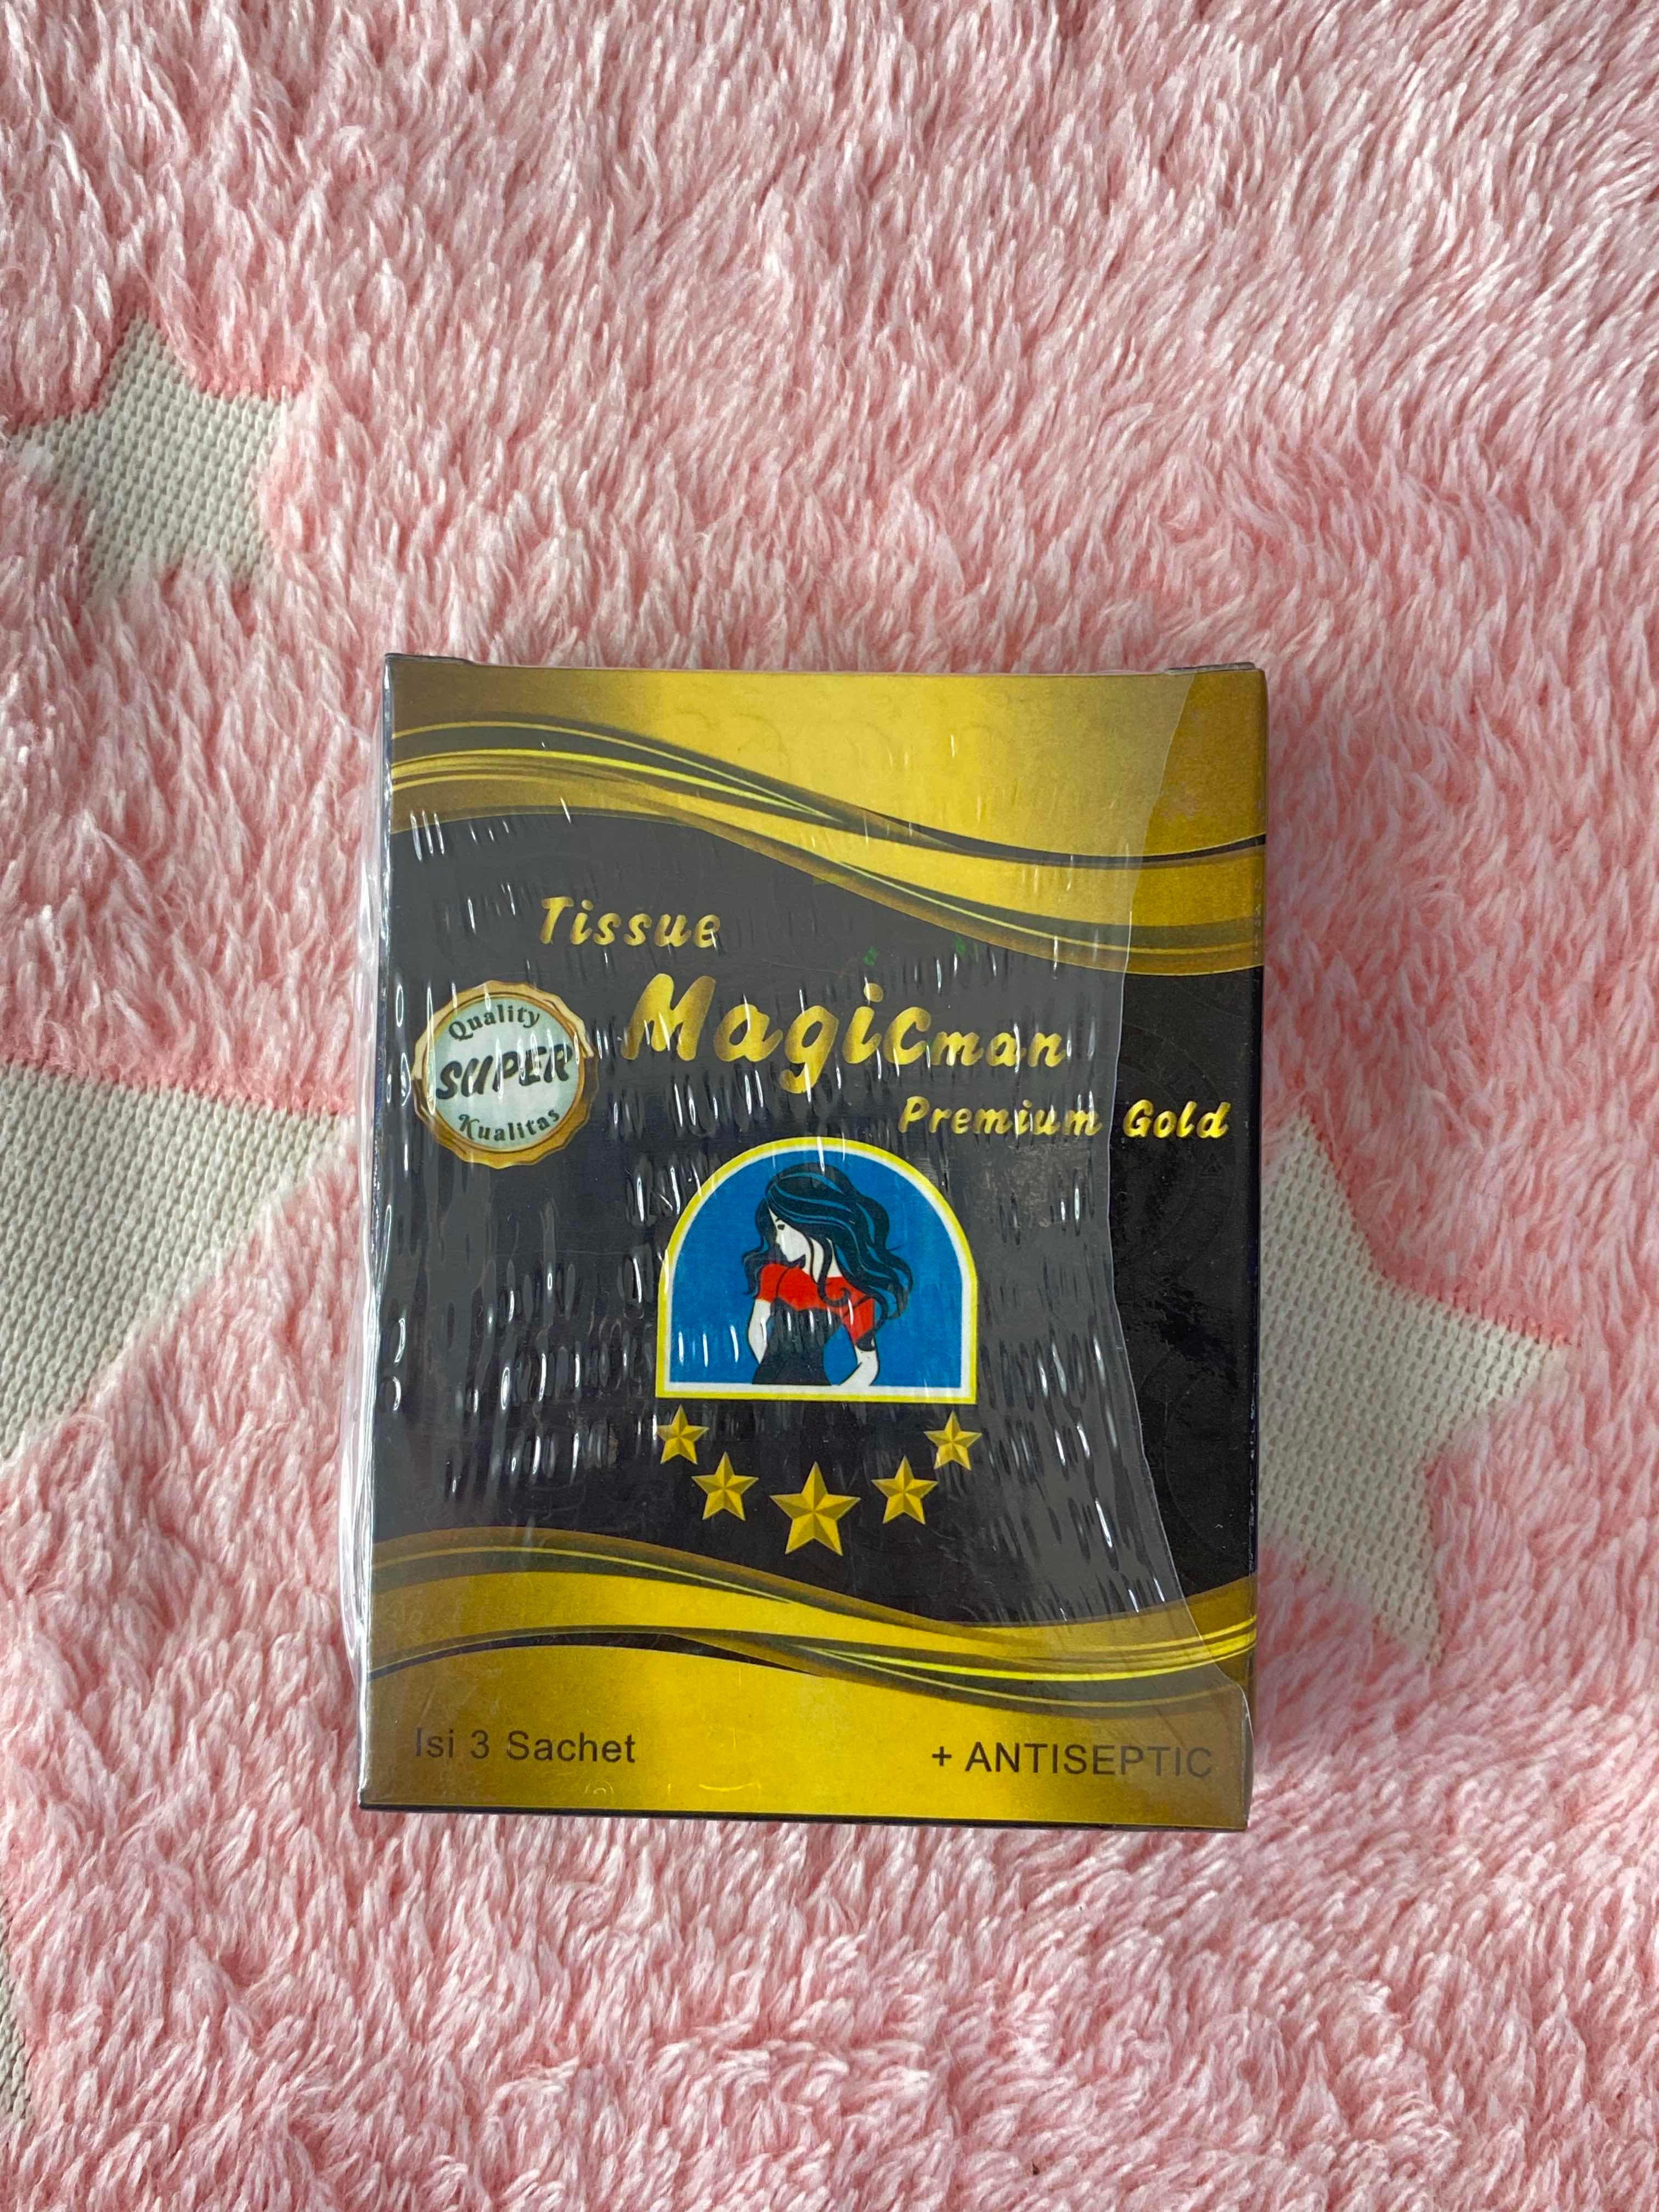 Tissue
Magicman
Premium Gold
Quality
SUPER
Kualitas
Isi 3 Sachet
+ ANTISEPTIC